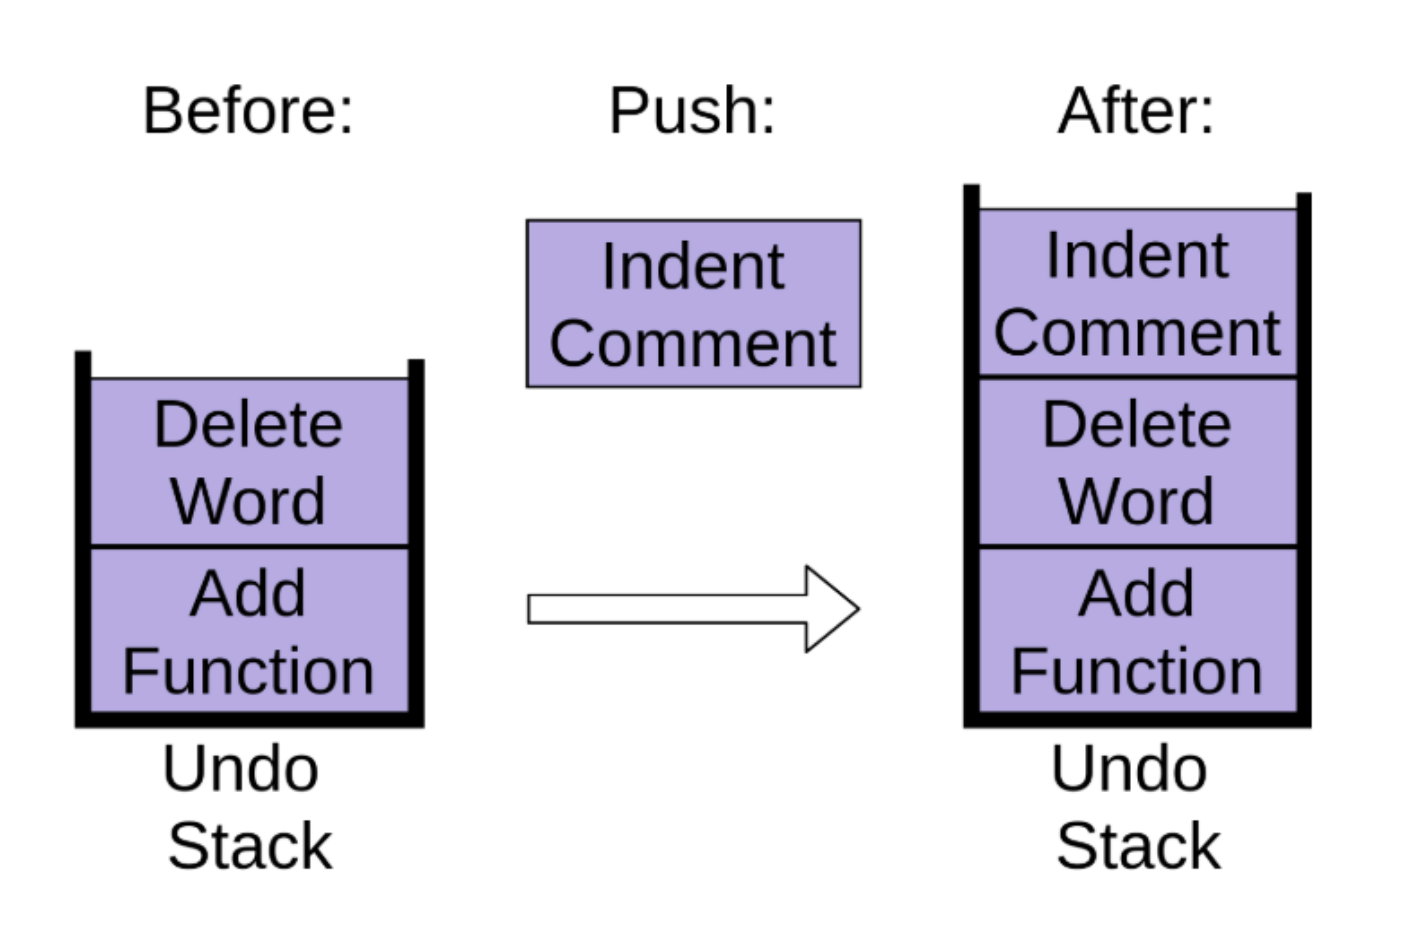 Before:
Push:
After:
Delete
Word
Add
Function
Undo
Stack
Indent
Comment
Indent
Comment
Delete
Word
Add
Function
Undo
Stack